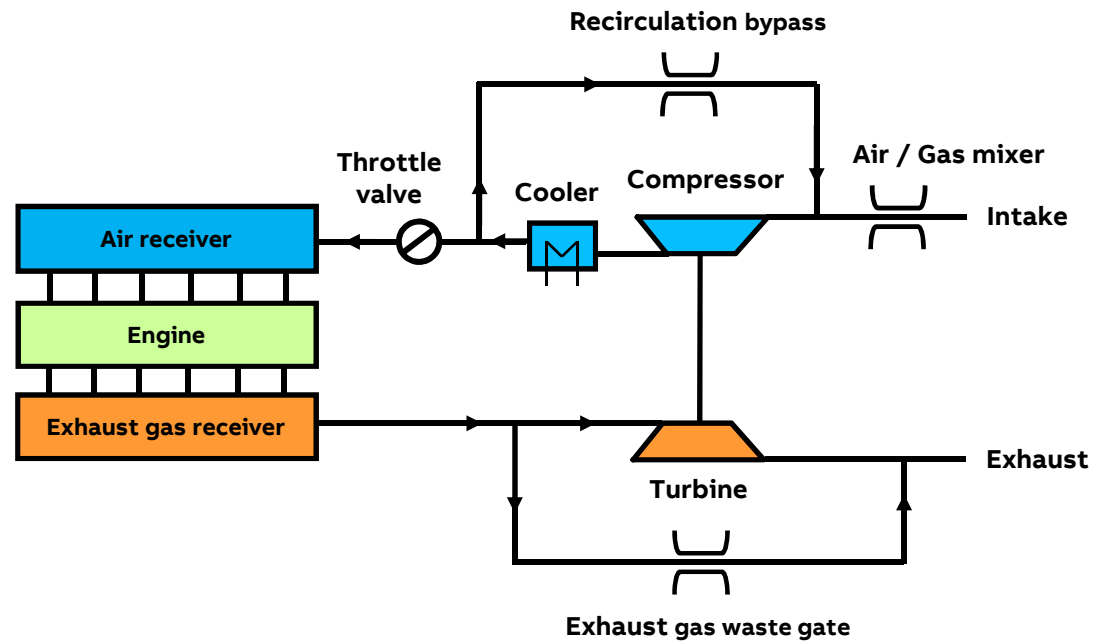 Recirculation bypass
Air / Gas mixer
Throttle
valve
Cooler
Compressor
Intake
Air receiver
Engine
Exhaust gas receiver
Exhaust
Turbine
Exhaust gas waste gate